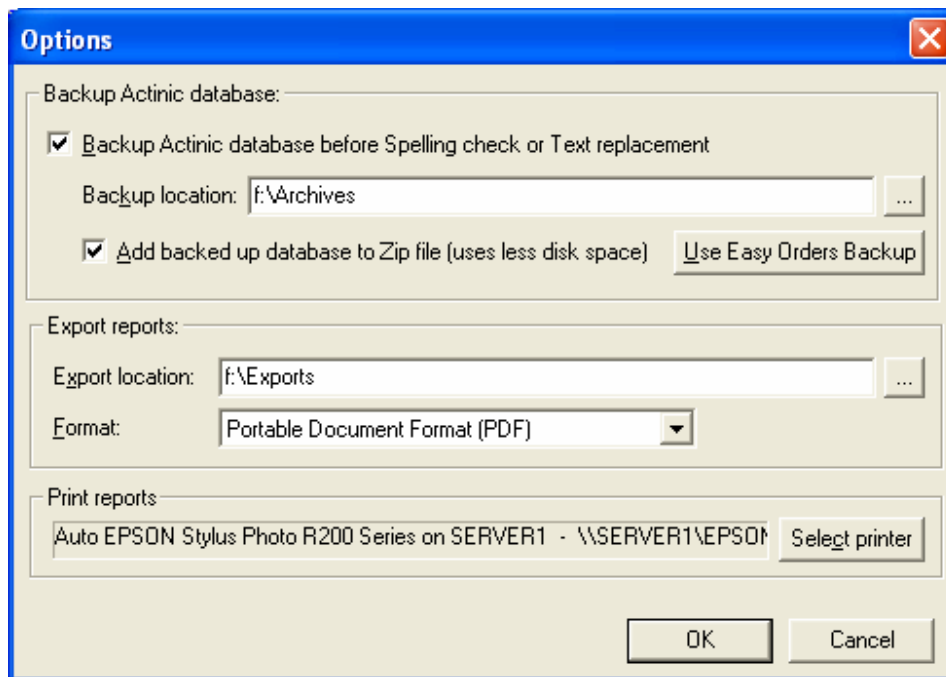 Options
Backup Actinic database:
Backup Actinic database before Spelling check or Text replacement
Backup location: f:\Archives ...
Add backed up database to Zip file (uses less disk space) Use Easy Orders Backup
Export reports:
Export location: f:\Exports ...
Format: Portable Document Format (PDF)
Print reports
Auto EPSON Stylus Photo R200 Series on SERVER1 - \\SERVER1\EPSON Select printer
OK Cancel